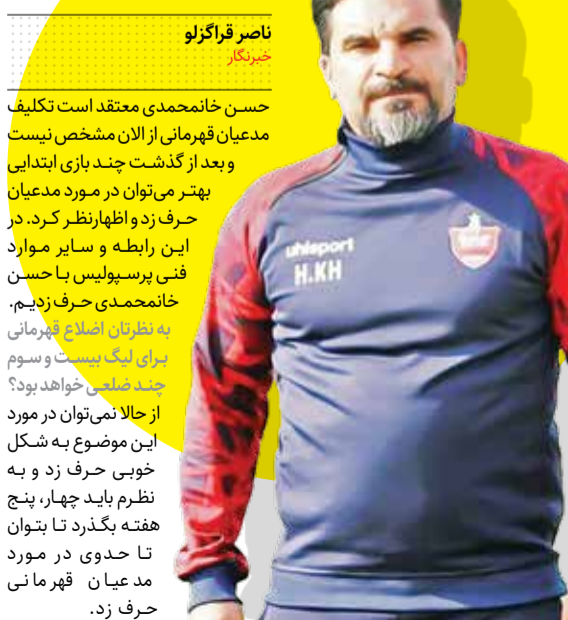 ناصر قراگزلو
خبرنگار
حسن خانمحمدی معتقد است تکلیف
مدعیان قهرمانی از الان مشخص نیست
و بعد از گذشت چند بازی ابتدایی
بهتر می‌توان در مورد مدعیان
حرف زد و اظهارنظر کرد. در
این رابطه و سایر موارد
فنی پرسپولیس با حسن
خانمحمدی حرف زدیم.
به نظرتان اضلاع قهرمانی
برای لیگ بیست و سوم
چند ضلعی خواهد بود؟
از حالا نمی‌توان در مورد
این موضوع به شکل
خوبی حرف زد و به
نظرم باید چهار، پنج
هفته بگذرد تا بتوان
تا حدودی در مورد
مدعیان قهرمانی
حرف زد.
uhlsport
H.KH